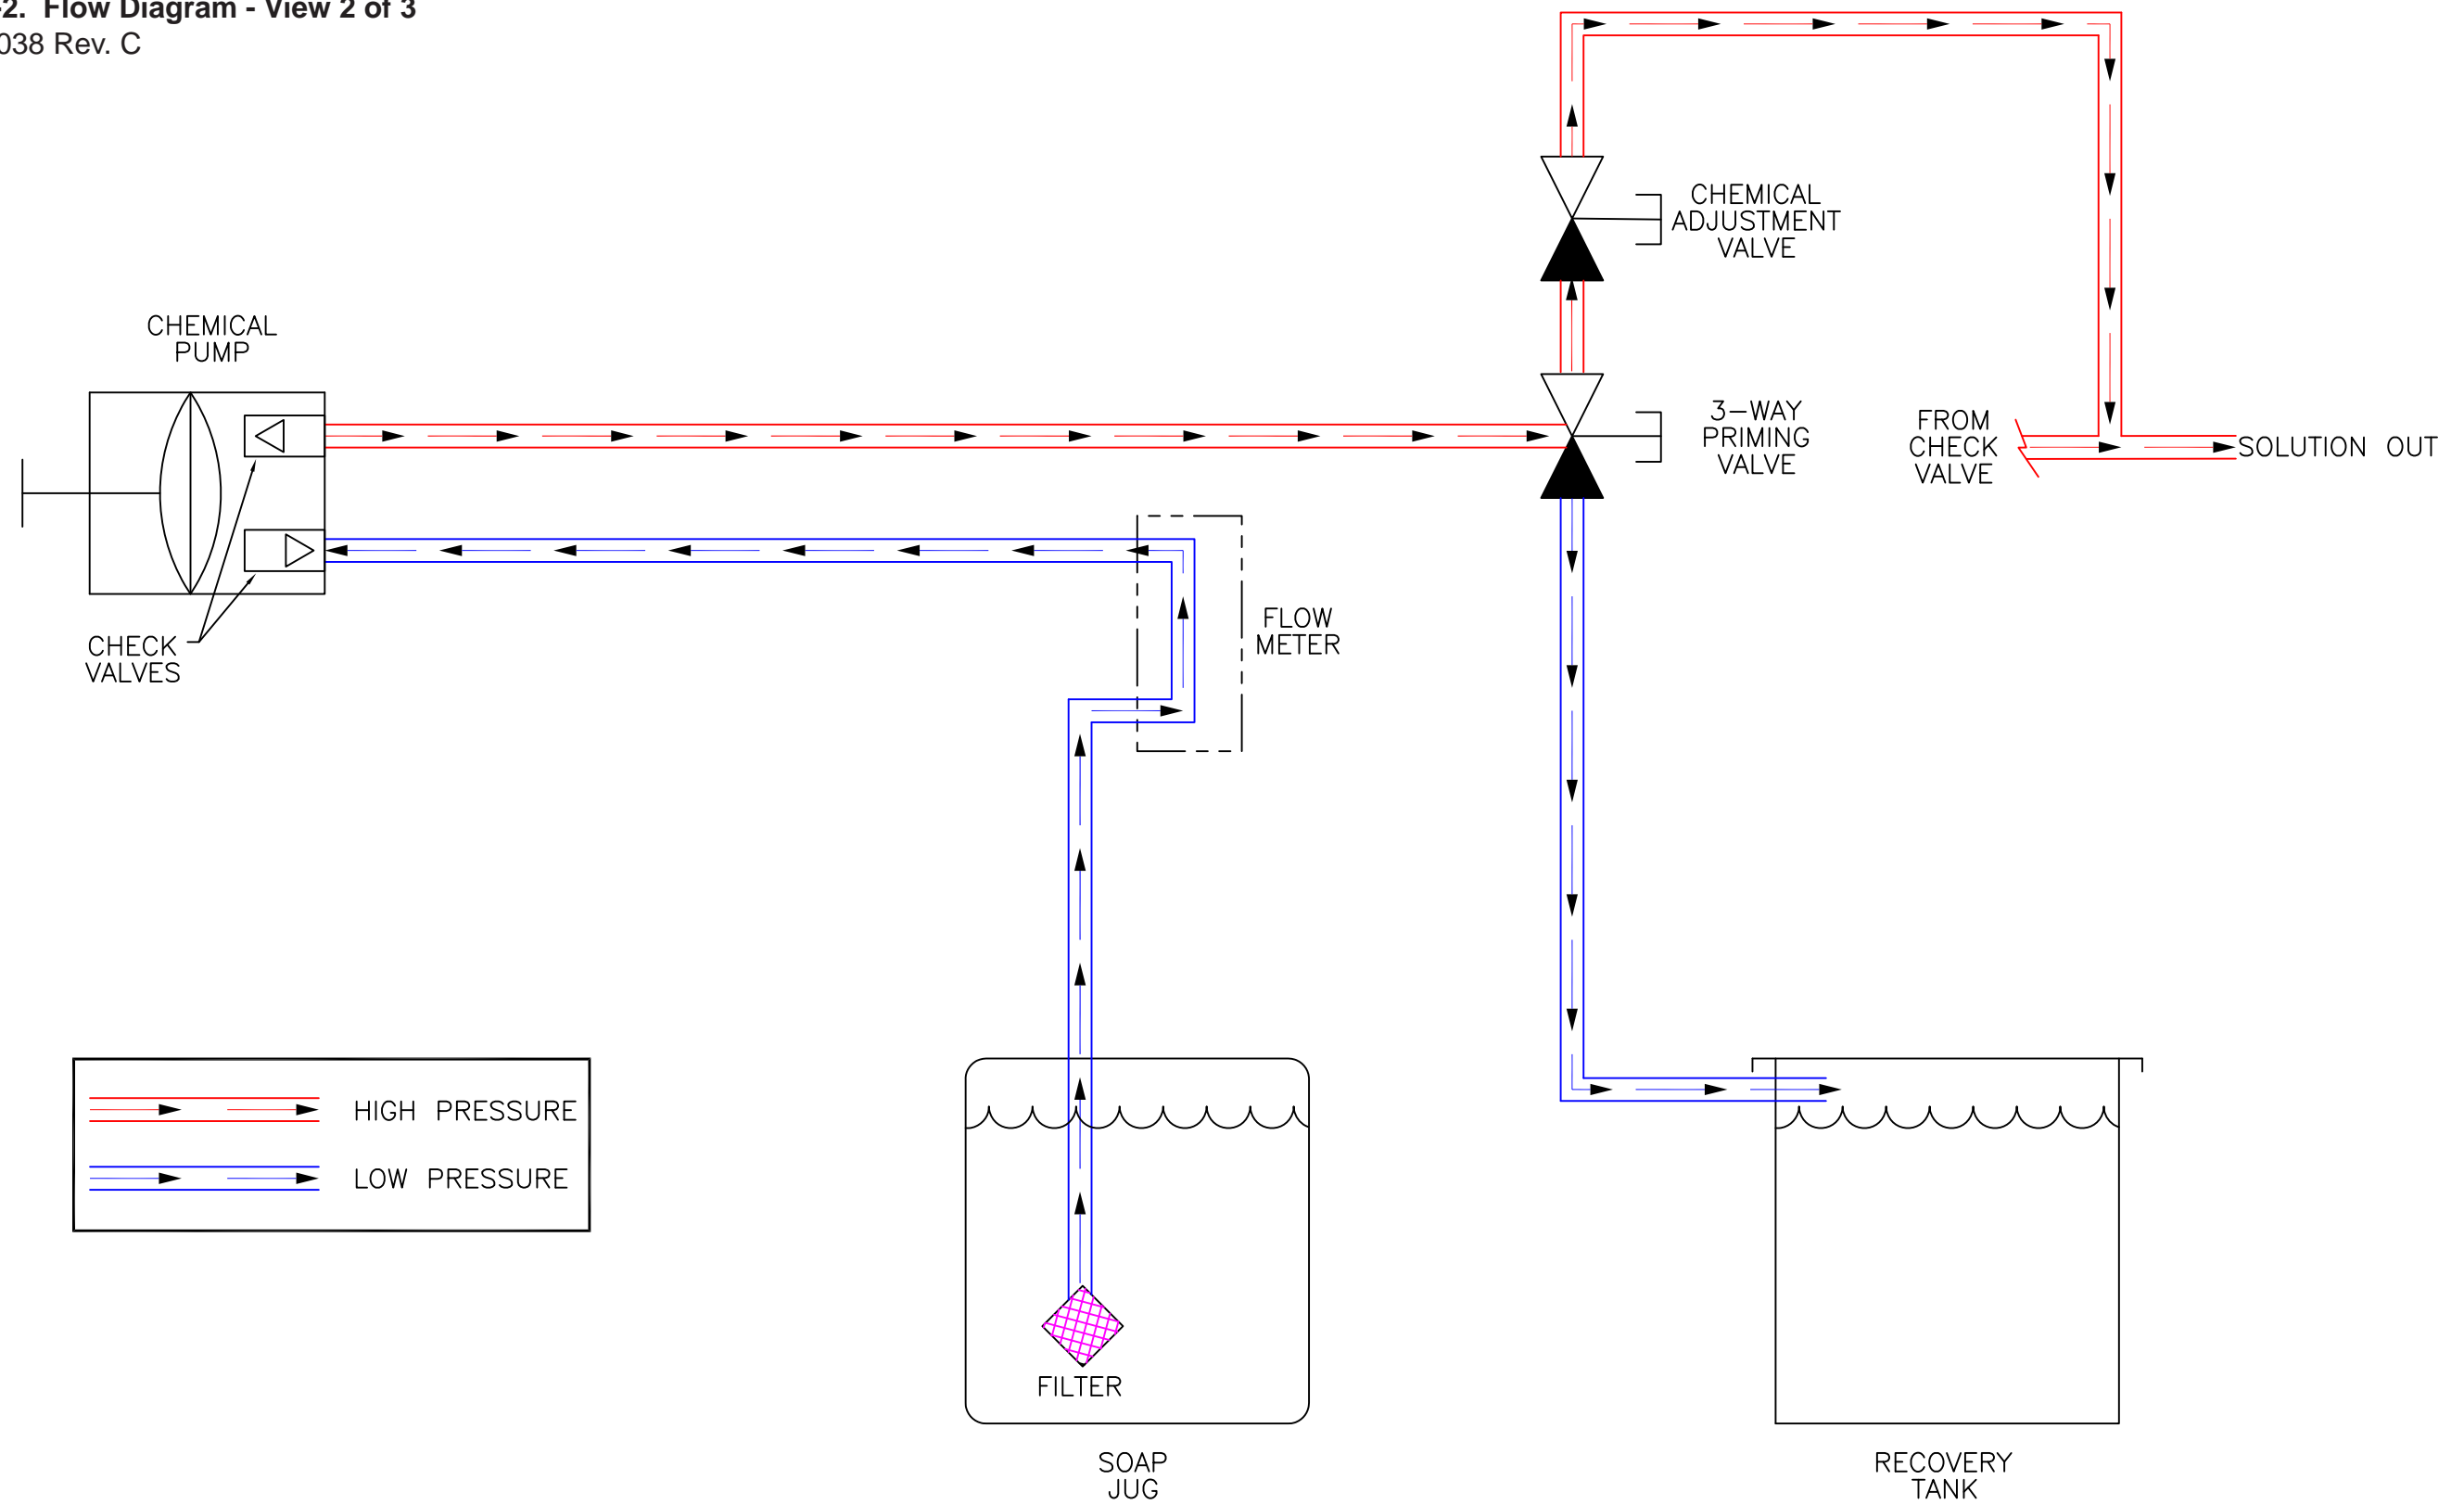 -2. Flow Diagram - View 2 of 3
038 Rev. C
CHEMICAL
ADJUSTMENT
VALVE
CHEMICAL
PUMP
3-WAY
PRIMING
VALVE
FROM
CHECK
VALVE
SOLUTION OUT
FLOW
METER
CHECK
VALVES
HIGH PRESSURE
LOW PRESSURE
FILTER
SOAP
JUG
RECOVERY
TANK